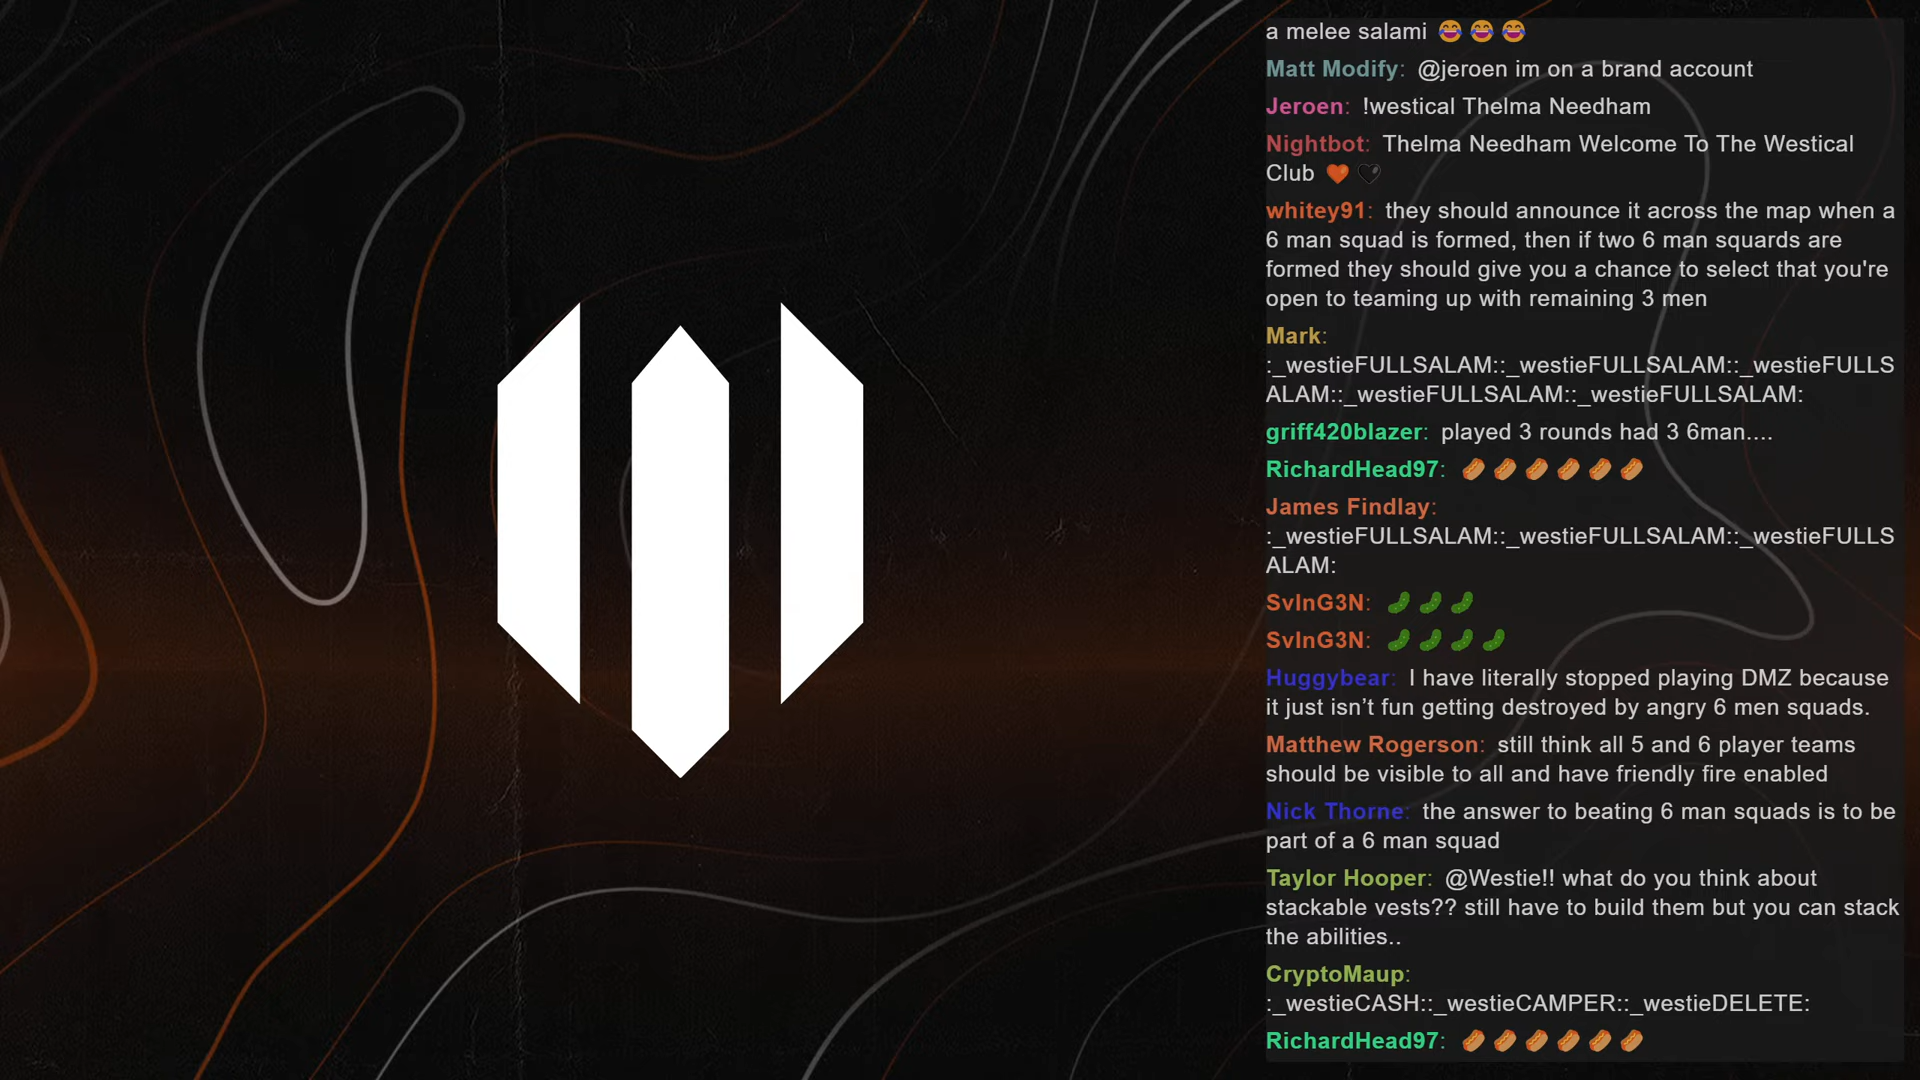 a melee salami 😂 😂 😂
Matt Modify: @jeroen im on a brand account
Jeroen: !westical Thelma Needham
Nightbot: Thelma Needham Welcome To The Westical
Club 🧡 🖤
whitey91: they should announce it across the map when a
6 man squad is formed, then if two 6 man squards are
formed they should give you a chance to select that you're
open to teaming up with remaining 3 men
Mark:
:_westieFULLSALAM::_westieFULLSALAM::_westieFULLS
ALAM::_westieFULLSALAM::_westieFULLSALAM:
griff420blazer: played 3 rounds had 3 6man....
RichardHead97: 🌭 🌭 🌭 🌭 🌭 🌭
James Findlay:
:_westieFULLSALAM::_westieFULLSALAM::_westieFULLS
ALAM:
SvInG3N: 🥒 🥒 🥒
SvInG3N: 🥒 🥒 🥒 🥒
Huggybear: I have literally stopped playing DMZ because
it just isn’t fun getting destroyed by angry 6 men squads.
Matthew Rogerson: still think all 5 and 6 player teams
should be visible to all and have friendly fire enabled
Nick Thorne: the answer to beating 6 man squads is to be
part of a 6 man squad
Taylor Hooper: @Westie!! what do you think about
stackable vests?? still have to build them but you can stack
the abilities..
CryptoMaup:
:_westieCASH::_westieCAMPER::_westieDELETE:
RichardHead97: 🌭 🌭 🌭 🌭 🌭 🌭